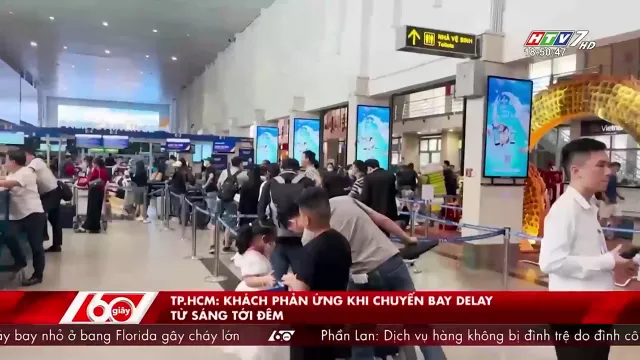 HTV7 HD
18:50:47
NHÀ VỆ SINH
Toilets
TP.HCM: KHÁCH PHẢN ỨNG KHI CHUYẾN BAY DELAY
TỪ SÁNG TỚI ĐÊM
60 giây
bay nhỏ ở bang Florida gây cháy lớn
Phần Lan: Dịch vụ hàng không bị đình trệ do đình